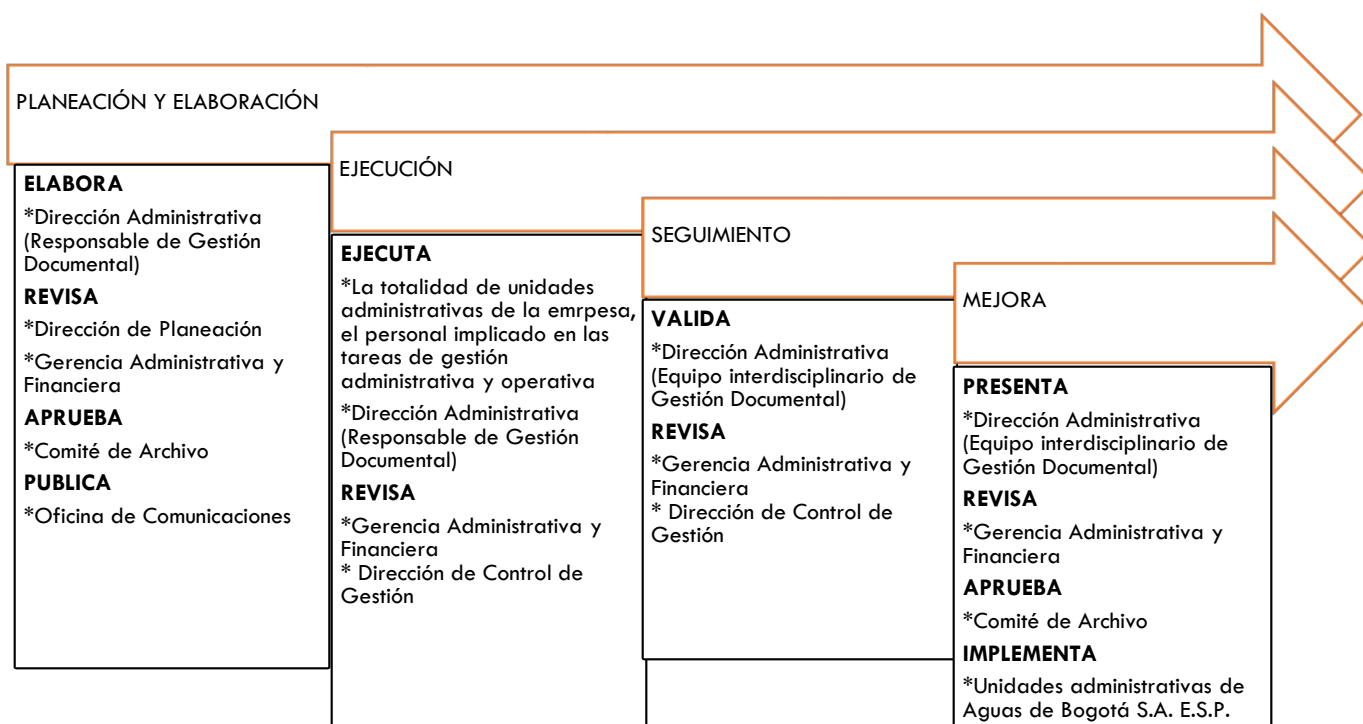 PLANEACIÓN Y ELABORACIÓN
ELABORA
*Dirección Administrativa
(Responsable de Gestión
Documental)
REVISA
*Dirección de Planeación
*Gerencia Administrativa y
Financiera
APRUEBA
*Comité de Archivo
PUBLICA
*Oficina de Comunicaciones
EJECUCIÓN
EJECUTA
*La totalidad de unidades
administrativas de la emrpesa,
el personal implicado en las
tareas de gestión
administrativa y operativa
*Dirección Administrativa
(Responsable de Gestión
Documental)
REVISA
*Gerencia Administrativa y
Financiera
* Dirección de Control de
Gestión
SEGUIMIENTO
VALIDA
*Dirección Administrativa
(Equipo interdisciplinario de
Gestión Documental)
REVISA
*Gerencia Administrativa y
Financiera
* Dirección de Control de
Gestión
MEJORA
PRESENTA
*Dirección Administrativa
(Equipo interdisciplinario de
Gestión Documental)
REVISA
*Gerencia Administrativa y
Financiera
APRUEBA
*Comité de Archivo
IMPLEMENTA
*Unidades administrativas de
Aguas de Bogotá S.A. E.S.P.